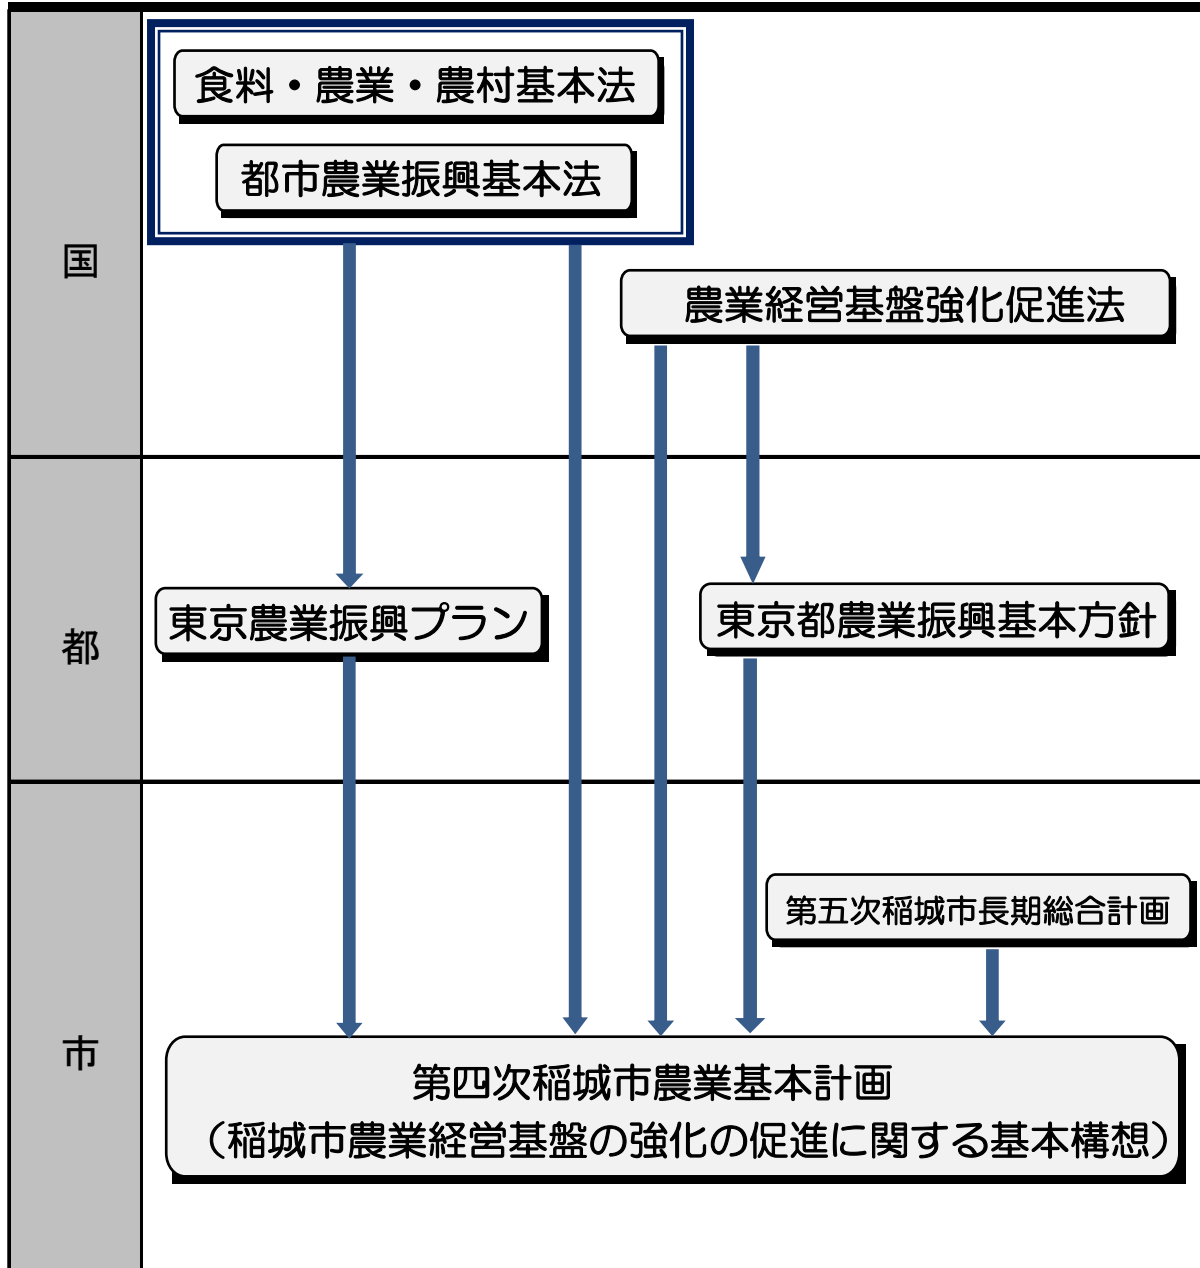 国
食料・農業・農村基本法
都市農業振興基本法
農業経営基盤強化促進法
都
東京農業振興プラン
東京都農業振興基本方針
市
第五次稲城市長期総合計画
第四次稲城市農業基本計画
（稲城市農業経営基盤の強化の促進に関する基本構想）